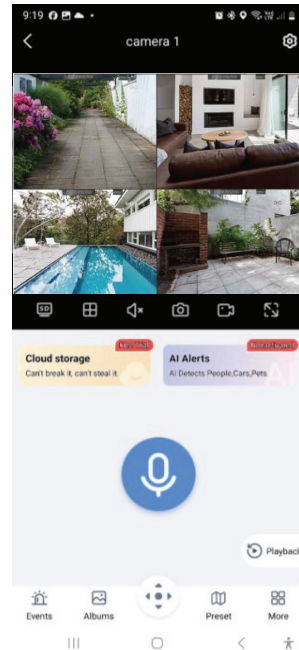 9:19
camera 1
SD
Cloud storage
Can't break it, can't steal it.
AI Alerts
AI Detects People,Cars,Pets.
AI
Playback
Events
Albums
Preset
More